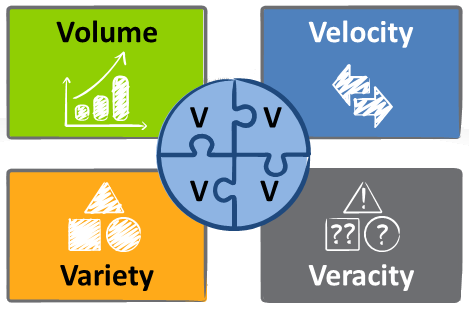 Volume
Velocity
V V
V V
!
?? ?
Variety
Veracity